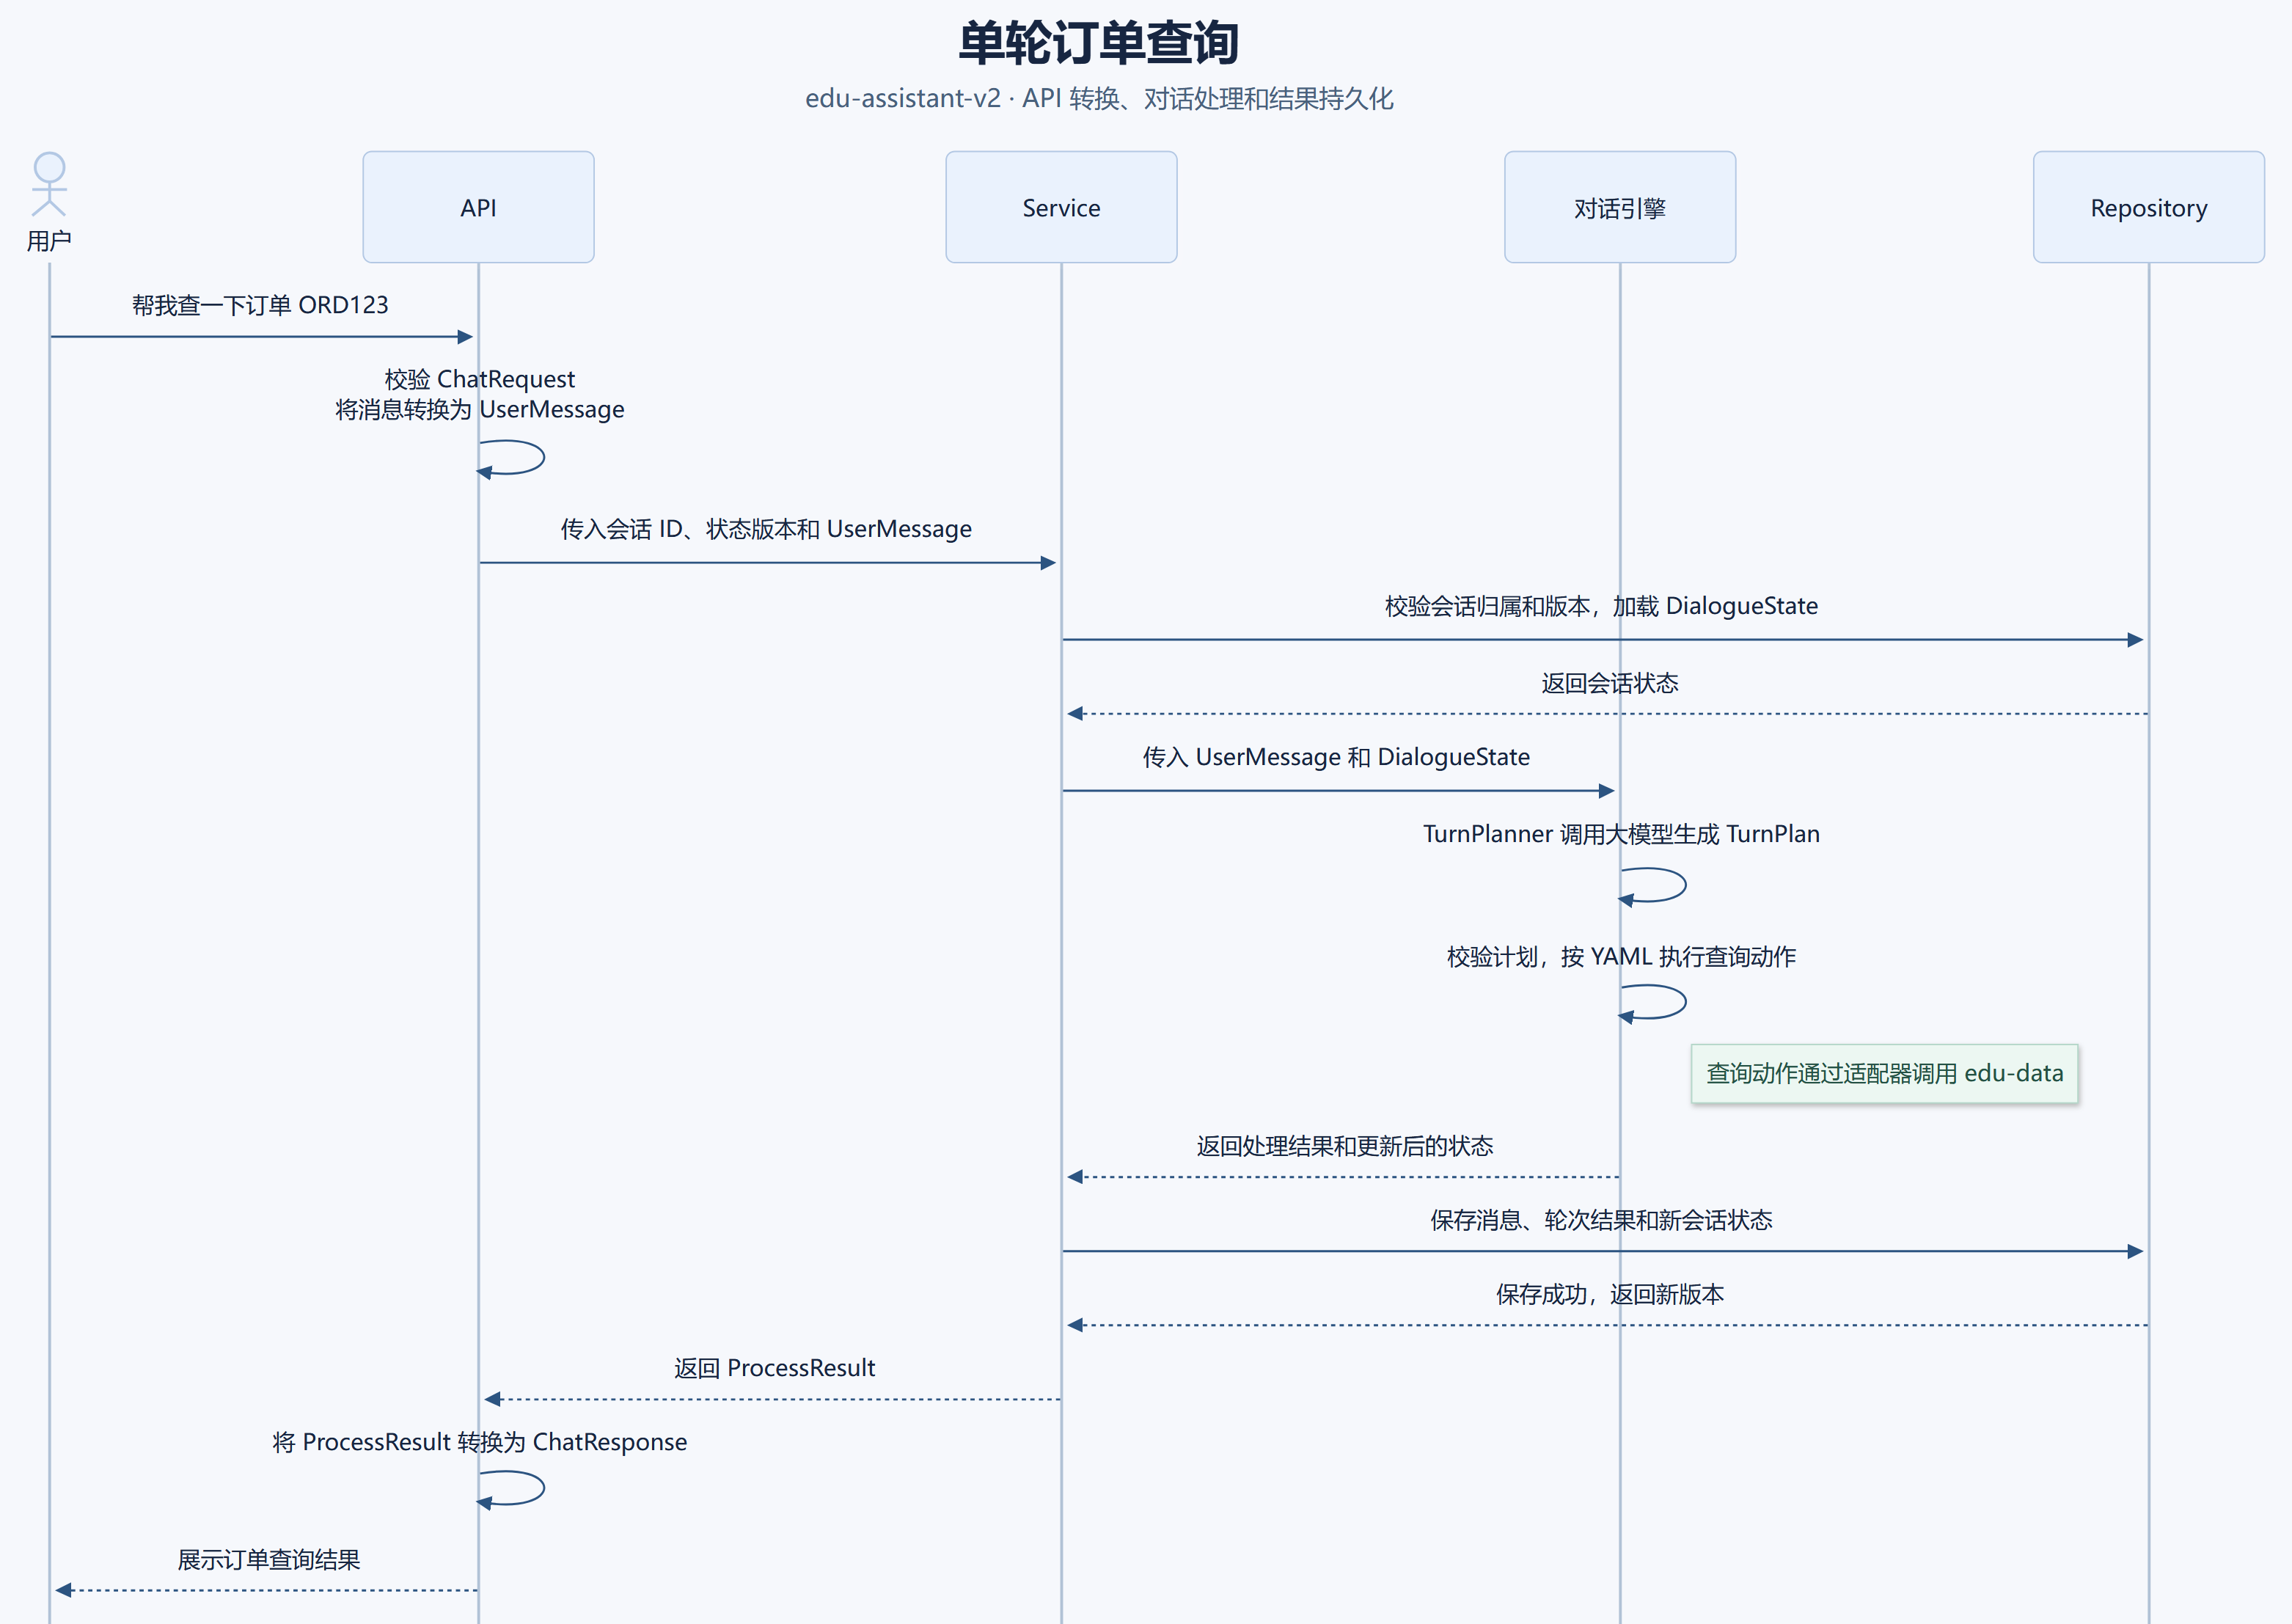 单轮订单查询
edu-assistant-v2 · API 转换、对话处理和结果持久化
用户
API
Service
对话引擎
Repository
帮我查一下订单 ORD123
校验 ChatRequest
将消息转换为 UserMessage
传入会话 ID、状态版本和 UserMessage
校验会话归属和版本，加载 DialogueState
返回会话状态
传入 UserMessage 和 DialogueState
TurnPlanner 调用大模型生成 TurnPlan
校验计划，按 YAML 执行查询动作
查询动作通过适配器调用 edu-data
返回处理结果和更新后的状态
保存消息、轮次结果和新会话状态
保存成功，返回新版本
返回 ProcessResult
将 ProcessResult 转换为 ChatResponse
展示订单查询结果